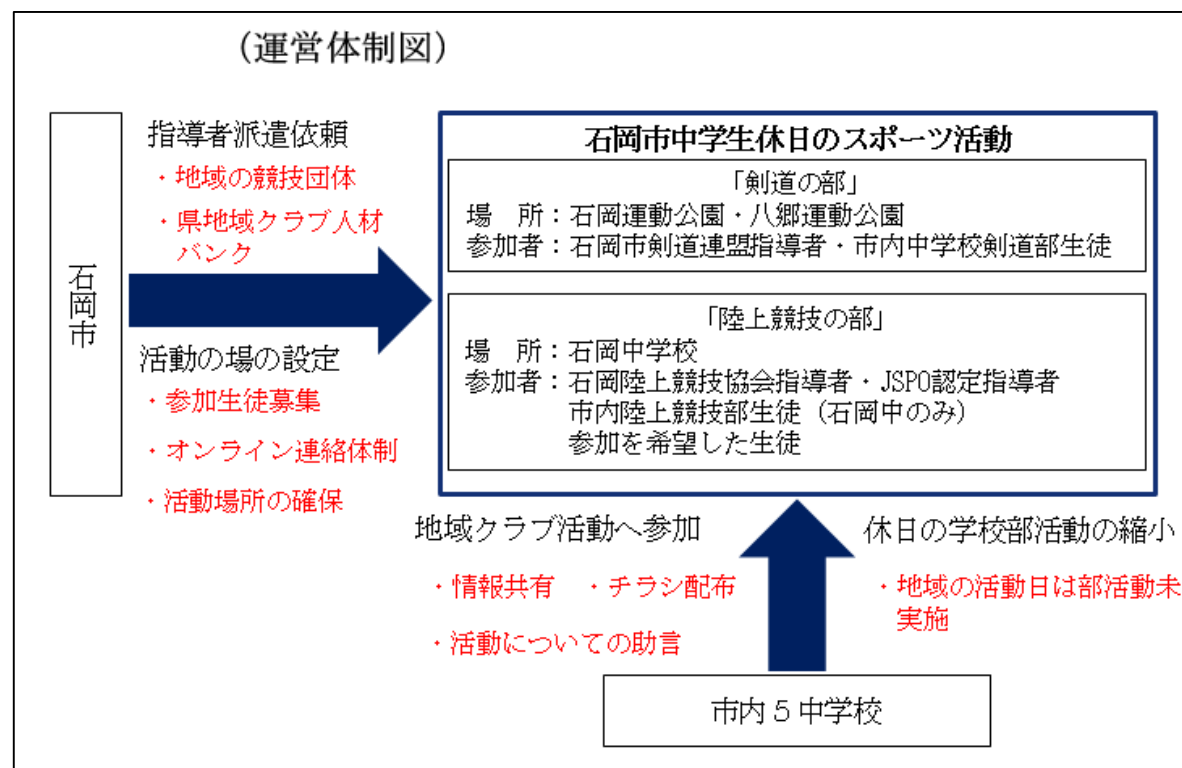 (運営体制図)
石岡市
指導者派遣依頼
・地域の競技団体
・県地域クラブ人材
バンク
活動の場の設定
・参加生徒募集
・オンライン連絡体制
・活動場所の確保
石岡市中学生休日のスポーツ活動
「剣道の部」
場　所：石岡運動公園・八郷運動公園
参加者：石岡市剣道連盟指導者・市内中学校剣道部生徒
「陸上競技の部」
場　所：石岡中学校
参加者：石岡陸上競技協会指導者・JSPO認定指導者
市内陸上競技部生徒（石岡中のみ）
参加を希望した生徒
地域クラブ活動へ参加
・情報共有　・チラシ配布
・活動についての助言
休日の学校部活動の縮小
・地域の活動日は部活動未
実施
市内５中学校